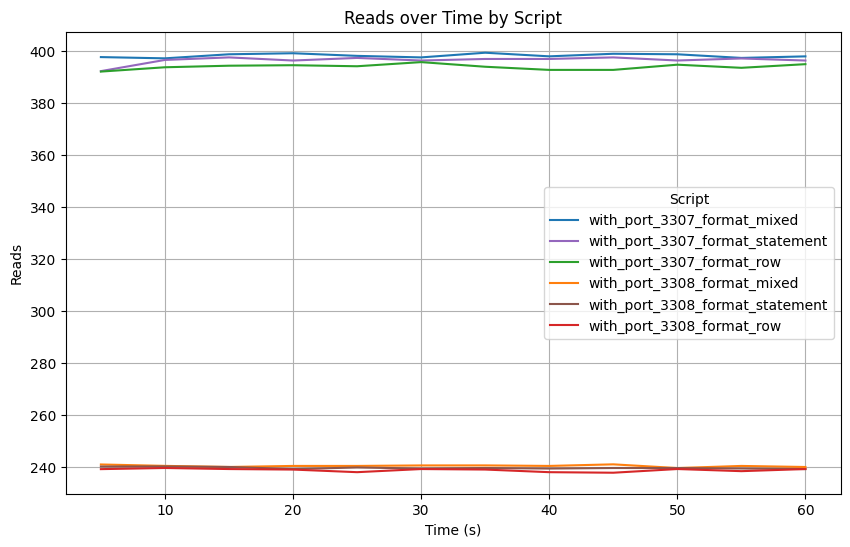 Reads over Time by Script
400
380
360
340
320
300
280
260
240
Reads
Script
with_port_3307_format_mixed
with_port_3307_format_statement
with_port_3307_format_row
with_port_3308_format_mixed
with_port_3308_format_statement
with_port_3308_format_row
10 20 30 40 50 60
Time (s)